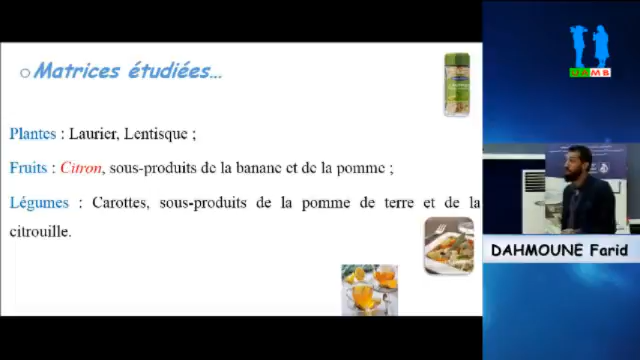 Matrices étudiées...
Plantes : Laurier, Lentisque ;
Fruits : Citron, sous-produits de la banane et de la pomme ;
Légumes : Carottes, sous-produits de la pomme de terre et de la
citrouille.
DAHMOUNE Farid